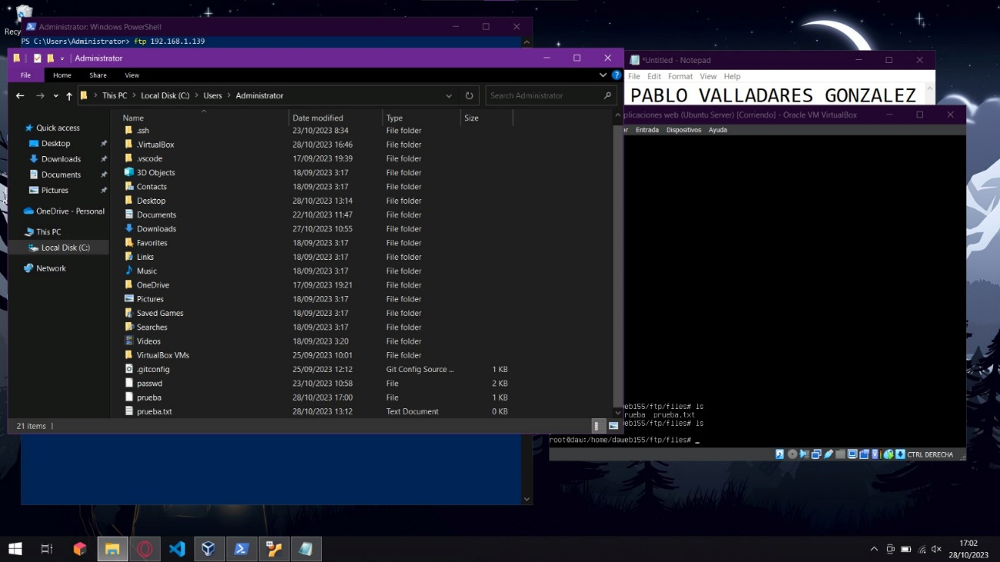 Recy
Administrator: Windows PowerShell
PS C:\Users\Administrator> ftp 192.168.1.139
Administrator
File Home Share View
This PC > Local Disk (C:) > Users > Administrator
Search Administrator
Quick access
Desktop
Downloads
Documents
Pictures
OneDrive - Personal
This PC
Local Disk (C:)
Network
Name Date modified Type Size
.ssh 23/10/2023 8:34 File folder
.VirtualBox 28/10/2023 16:46 File folder
.vscode 17/09/2023 19:39 File folder
3D Objects 18/09/2023 3:17 File folder
Contacts 18/09/2023 3:17 File folder
Desktop 28/10/2023 13:14 File folder
Documents 22/10/2023 11:47 File folder
Downloads 27/10/2023 10:55 File folder
Favorites 18/09/2023 3:17 File folder
Links 18/09/2023 3:17 File folder
Music 18/09/2023 3:17 File folder
OneDrive 17/09/2023 19:21 File folder
Pictures 18/09/2023 3:17 File folder
Saved Games 18/09/2023 3:17 File folder
Searches 18/09/2023 3:17 File folder
Videos 18/09/2023 3:20 File folder
VirtualBox VMs 25/09/2023 10:01 File folder
.gitconfig 25/09/2023 12:12 Git Config Source ... 1 KB
passwd 23/10/2023 10:58 File 2 KB
prueba 28/10/2023 17:00 File 1 KB
prueba.txt 28/10/2023 13:12 Text Document 0 KB
21 items
*Untitled - Notepad
File Edit Format View Help
PABLO VALLADARES GONZALEZ
plicaciones web (Ubuntu Server) [Corriendo] - Oracle VM VirtualBox
er Entrada Dispositivos Ayuda
eb155/ftp/files# ls
rueba prueba.txt
eb155/ftp/files# ls
root@daw:/home/daweb155/ftp/files# _
CTRL DERECHA
17:02
28/10/2023